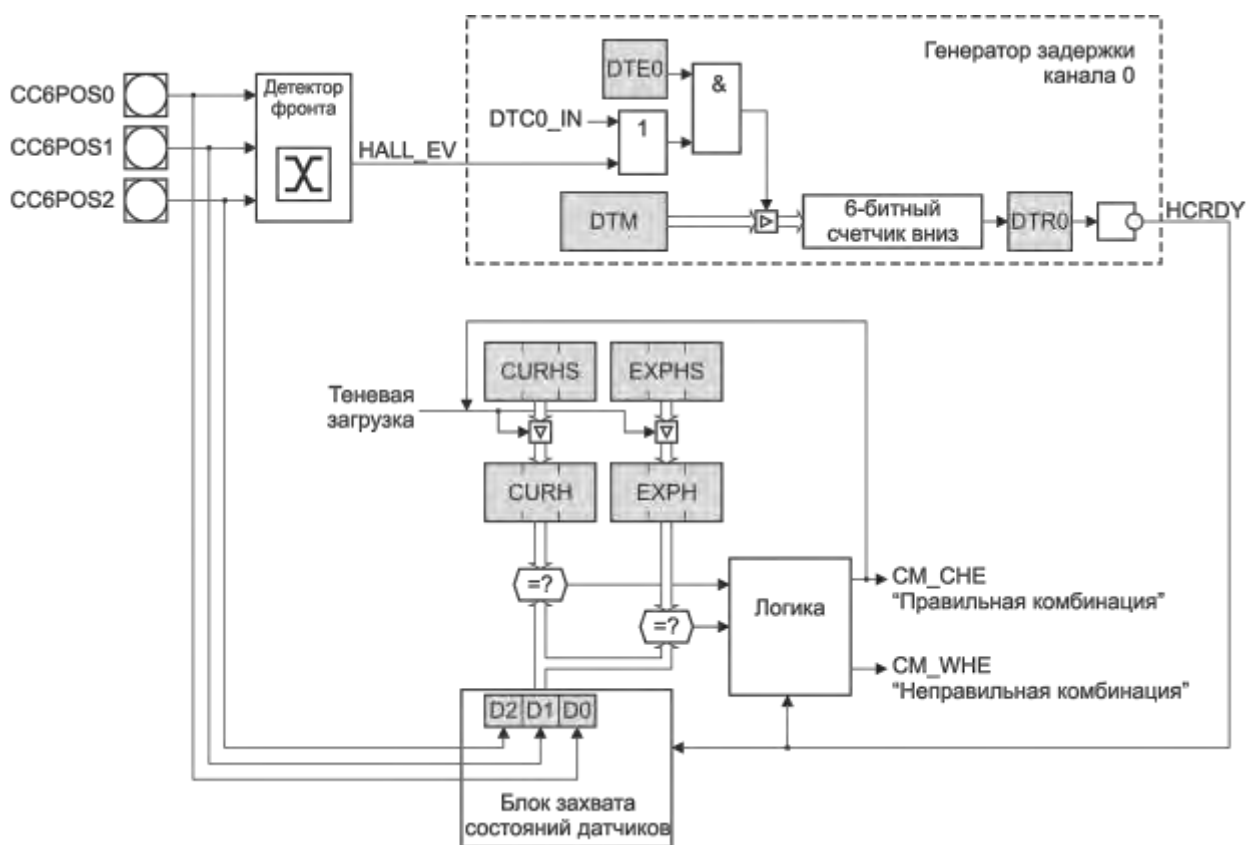 Генератор задержки
канала 0
DTE0
&
CC6POS0
Детектор
фронта
DTC0_IN
1
CC6POS1
HALL_EV
CC6POS2
DTM
6-битный
счетчик вниз
DTR0
HCRDY
CURHS
EXPHS
Теневая
загрузка
CURH
EXPH
=?
CM_CHE
“Правильная комбинация”
Логика
=?
CM_WHE
“Неправильная комбинация”
D2 D1 D0
Блок захвата
состояний датчиков